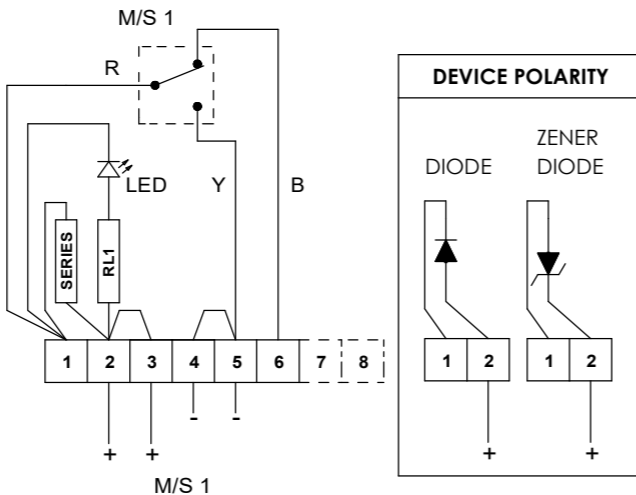 M/S 1
R
LED
Y
B
SERIES
RL1
1 2 3 4 5 6 7 8
- -
+ +
M/S 1
DEVICE POLARITY
DIODE
ZENER
DIODE
1 2
1 2
+
+